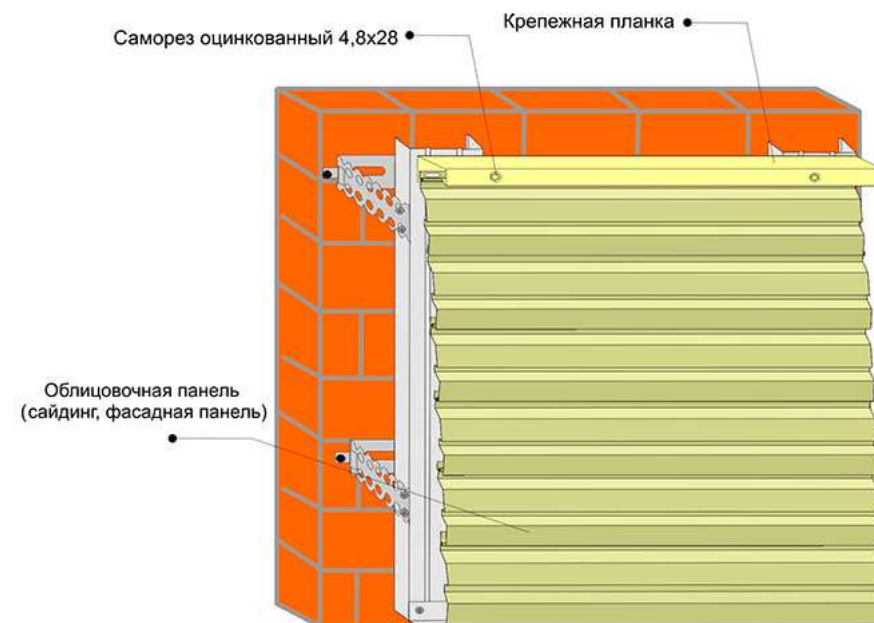 Крепежная планка
Саморез оцинкованный 4,8х28
Облицовочная панель
(сайдинг, фасадная панель)